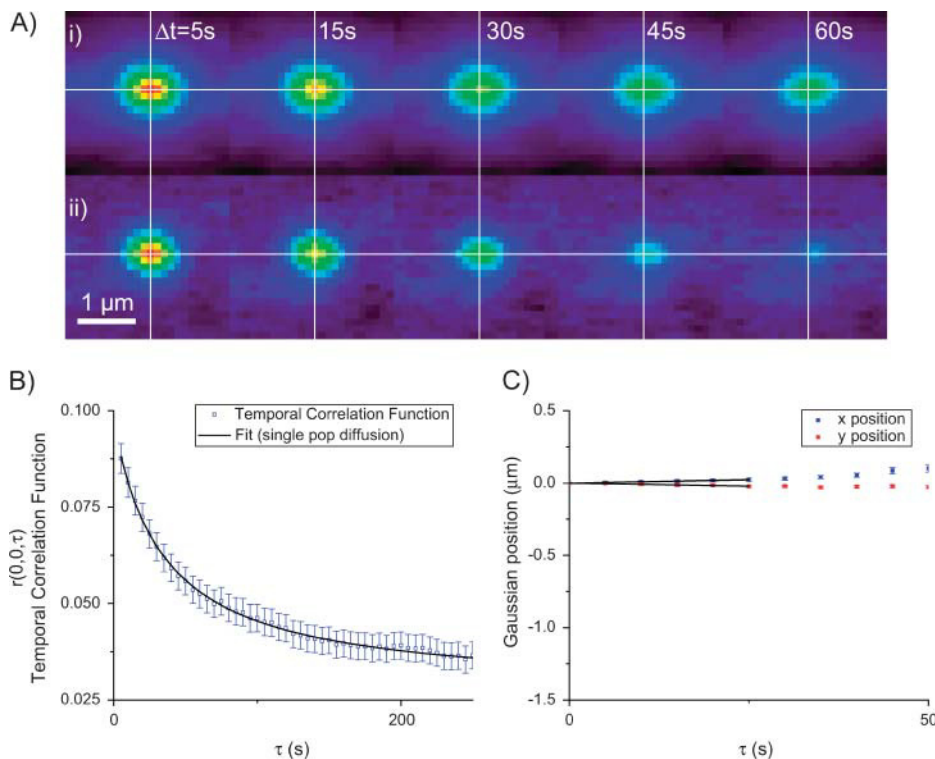 A)
i)
Δt=5s
15s
30s
45s
60s
ii)
1 µm
B)
0.100
0.075
0.050
0.025
0
200
r(0,0,τ)
Temporal Correlation Function
τ (s)
Temporal Correlation Function
Fit (single pop diffusion)
C)
0.5
0.0
-0.5
-1.0
-1.5
0
50
Gaussian position (µm)
τ (s)
x position
y position